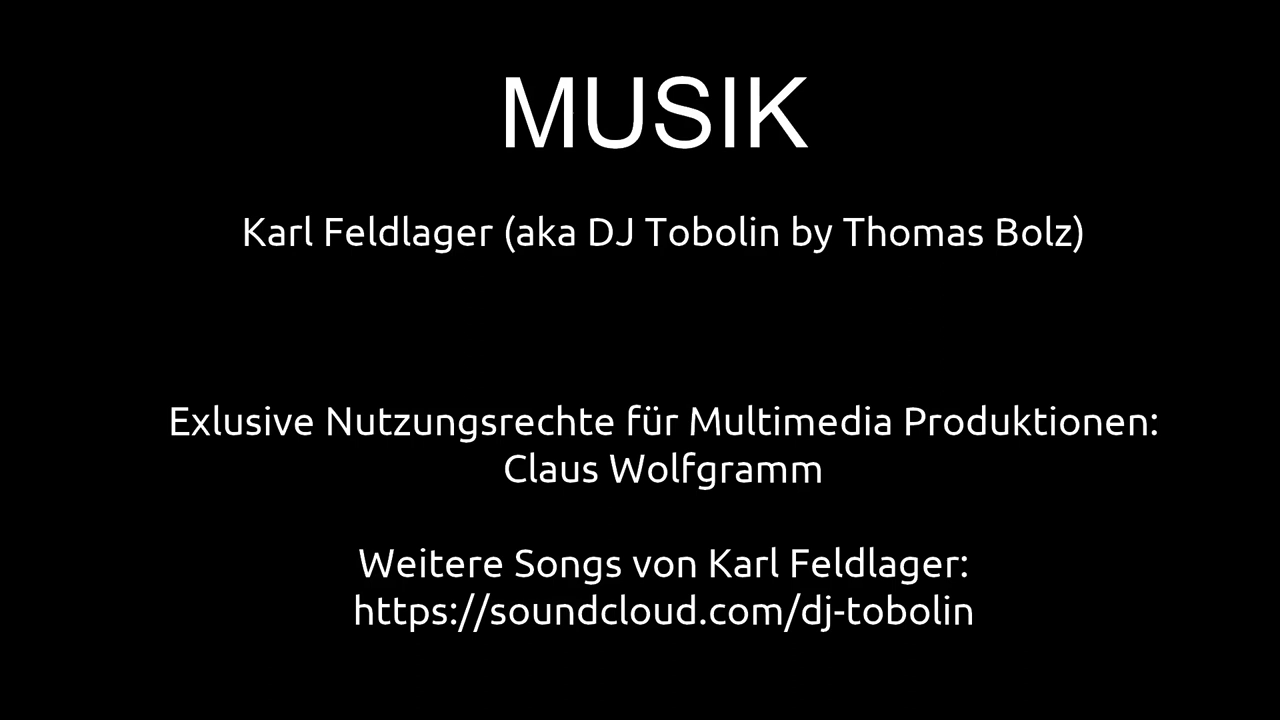 MUSIK
Karl Feldlager (aka DJ Tobolin by Thomas Bolz)
Exlusive Nutzungsrechte für Multimedia Produktionen:
Claus Wolfgramm
Weitere Songs von Karl Feldlager:
https://soundcloud.com/dj-tobolin